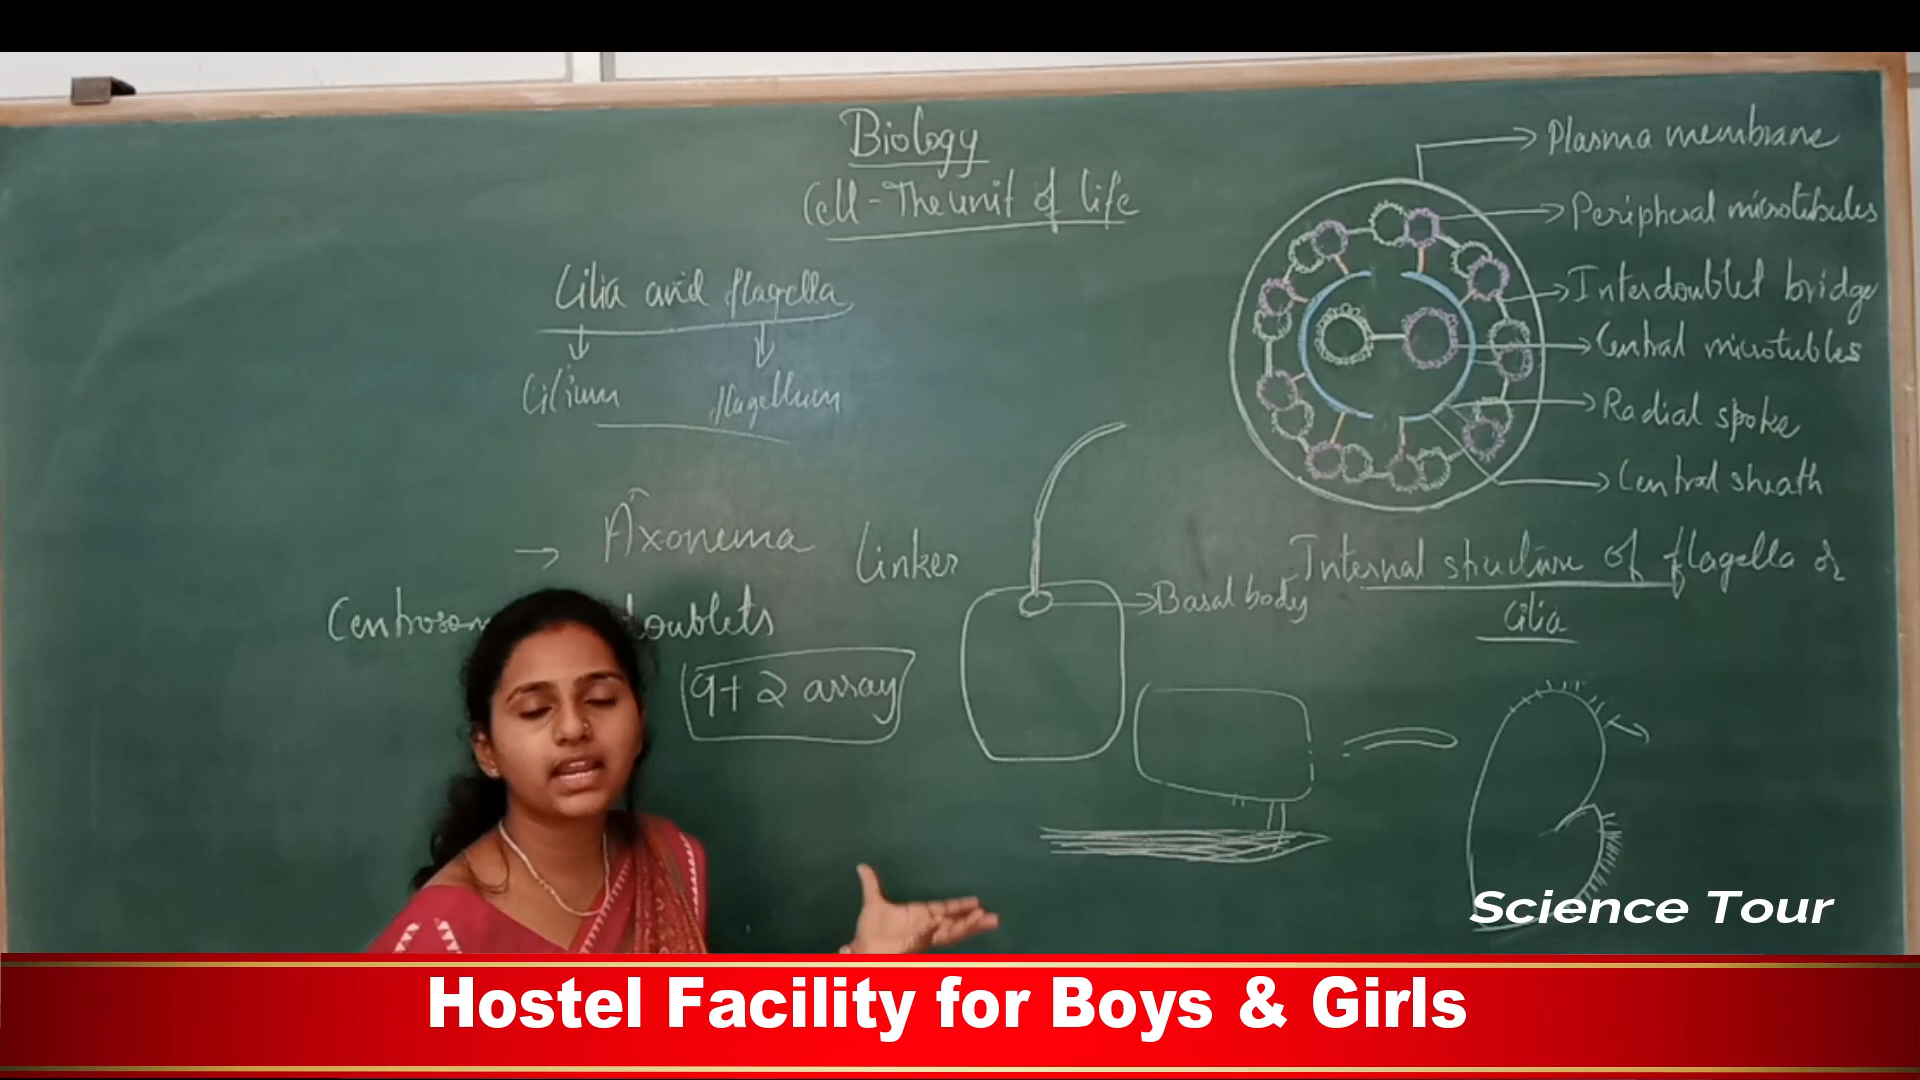 Biology
Cell - The unit of life
Cilia and flagella
Cilium flagellum
Axonema
Linker
doublets
9+2 array
Plasma membrane
Peripheral microtubules
Interdoublet bridge
Central microtubles
Radial spoke
Central sheath
Internal structure of flagella or
Cilia
Basal body
Science Tour
Hostel Facility for Boys & Girls